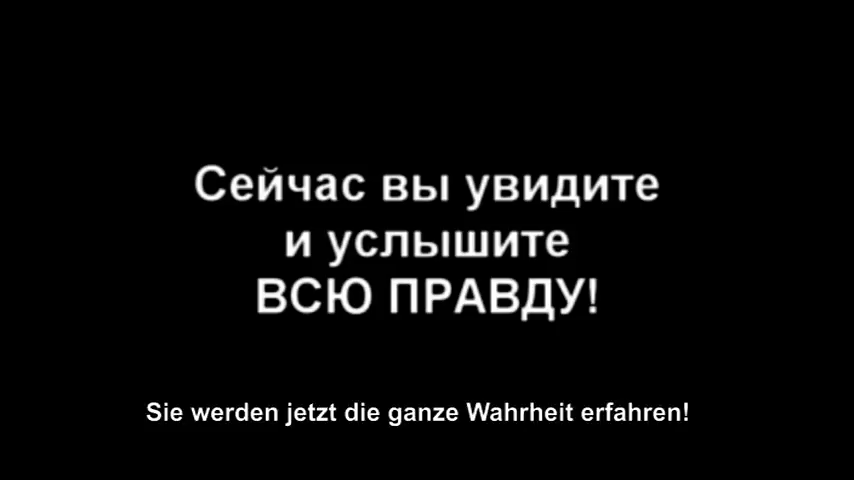 Сейчас вы увидите
и услышите
ВСЮ ПРАВДУ!
Sie werden jetzt die ganze Wahrheit erfahren!